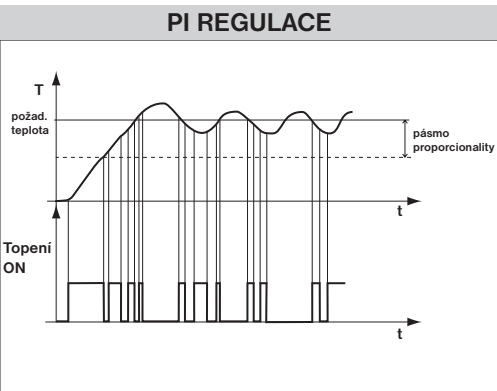 PI REGULACE
T
požad.
teplota
pásmo
proporcionality
t
Topení
ON
t